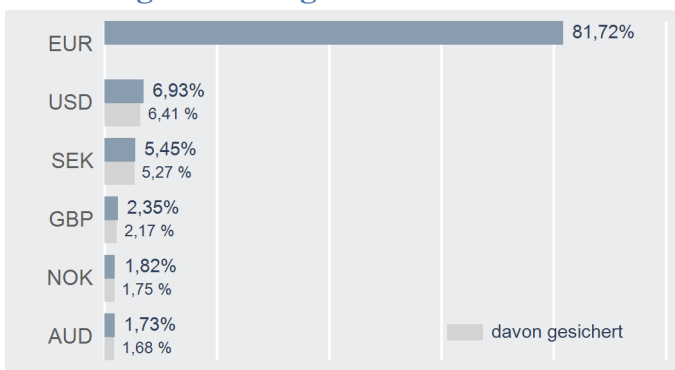 EUR 81,72%
USD 6,93%
6,41 %
SEK 5,45%
5,27 %
GBP 2,35%
2,17 %
NOK 1,82%
1,75 %
AUD 1,73%
1,68 %
davon gesichert